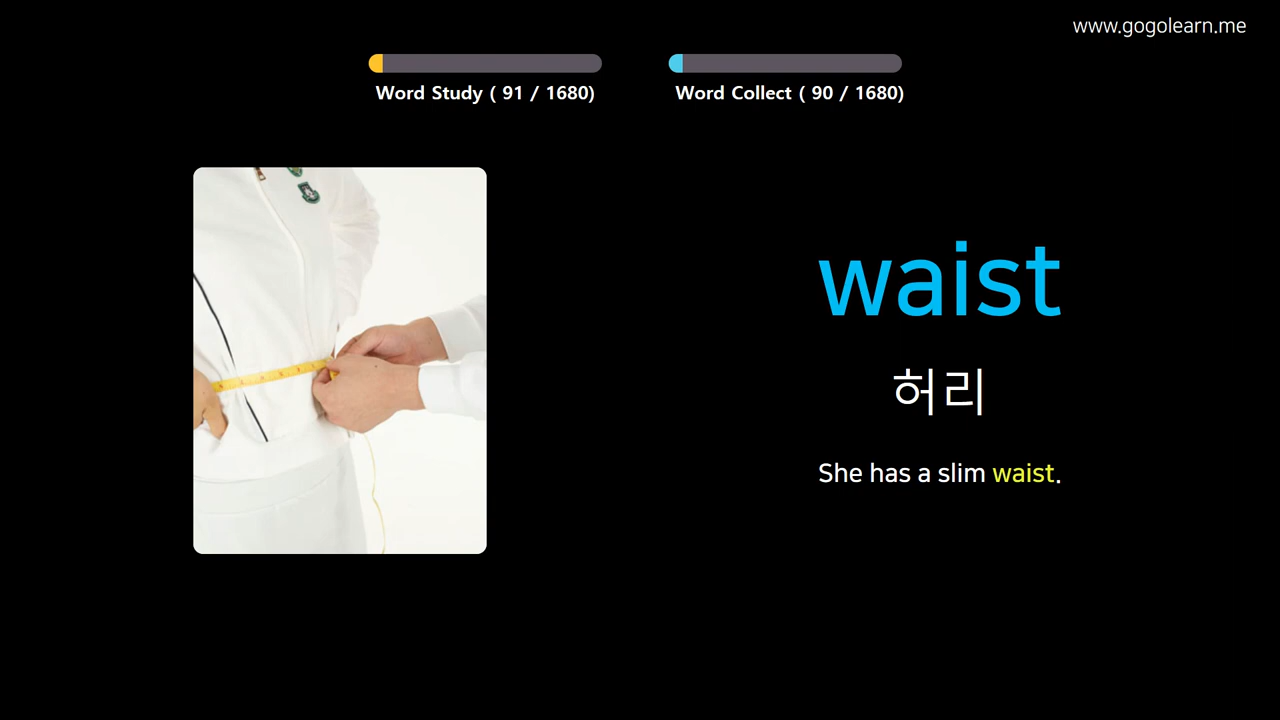 www.gogolearn.me
Word Study ( 91 / 1680)
Word Collect ( 90 / 1680)
waist
허리
She has a slim waist.